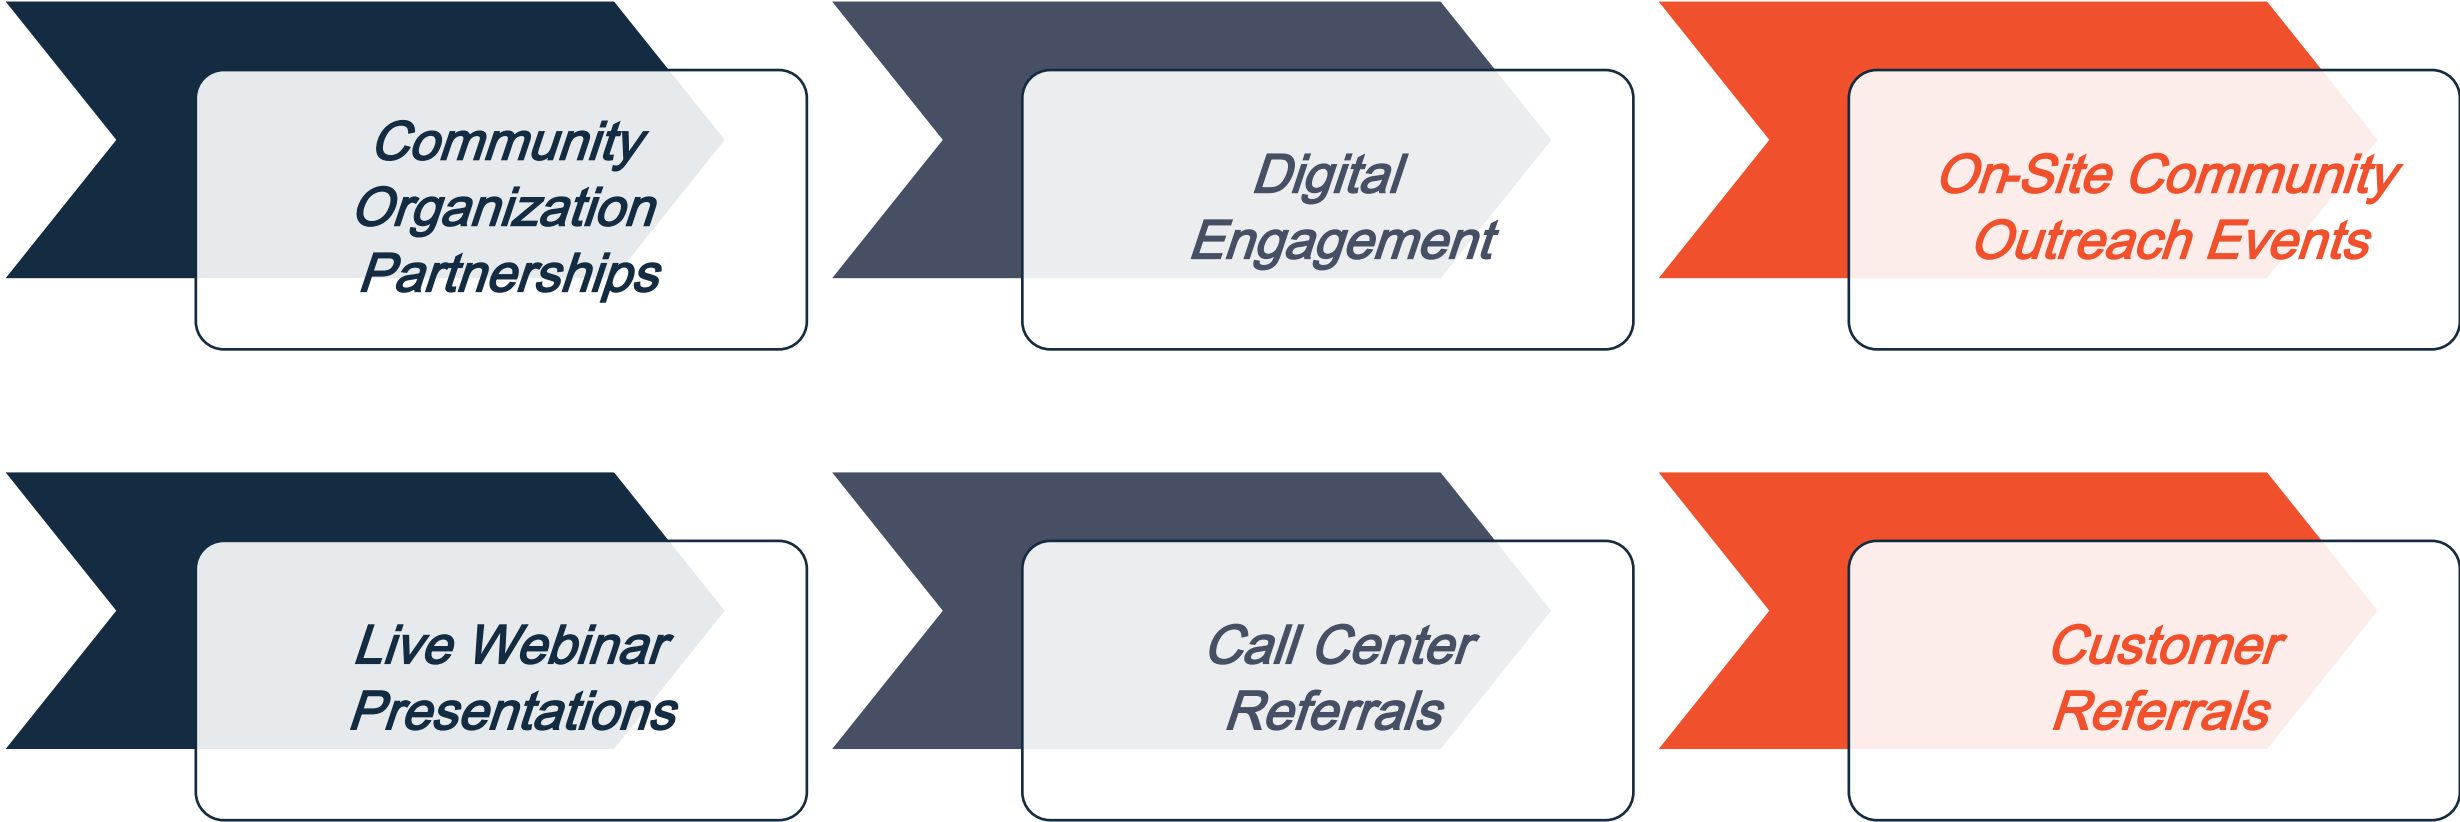 Community
Organization
Partnerships
Digital
Engagement
On-Site Community
Outreach Events
Live Webinar
Presentations
Call Center
Referrals
Customer
Referrals